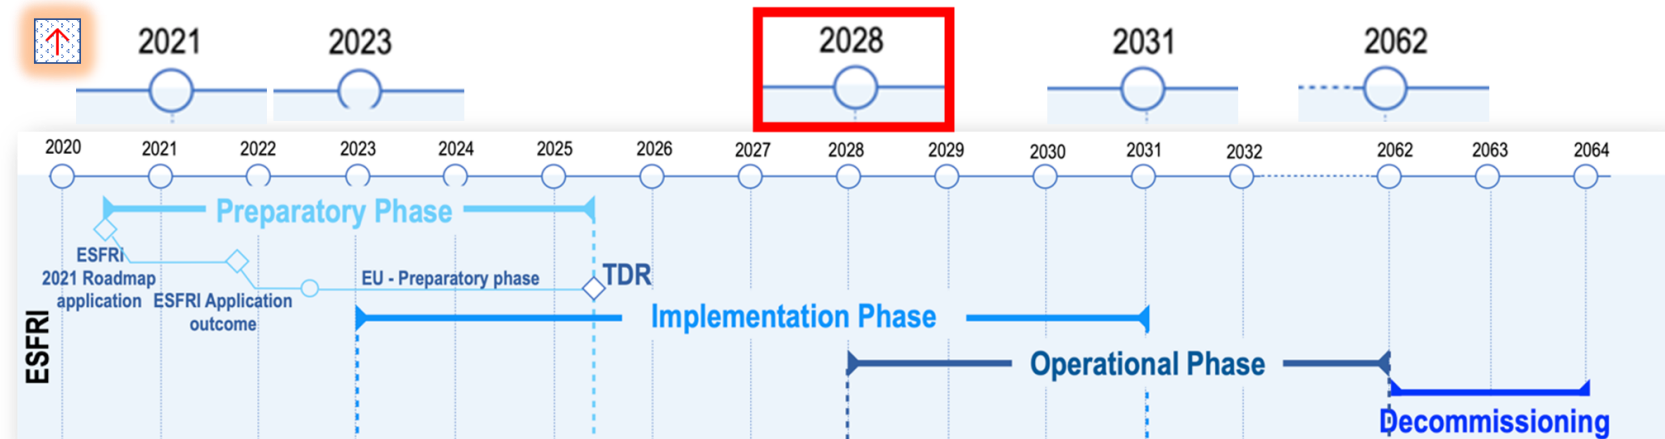 2021 2023 2028 2031 2062
2020 2021 2022 2023 2024 2025 2026 2027 2028 2029 2030 2031 2032 2062 2063 2064
Preparatory Phase
ESFRI
2021 Roadmap
application
ESFRI Application
outcome
EU - Preparatory phase
TDR
Implementation Phase
ESFRI
Operational Phase
Decommissioning